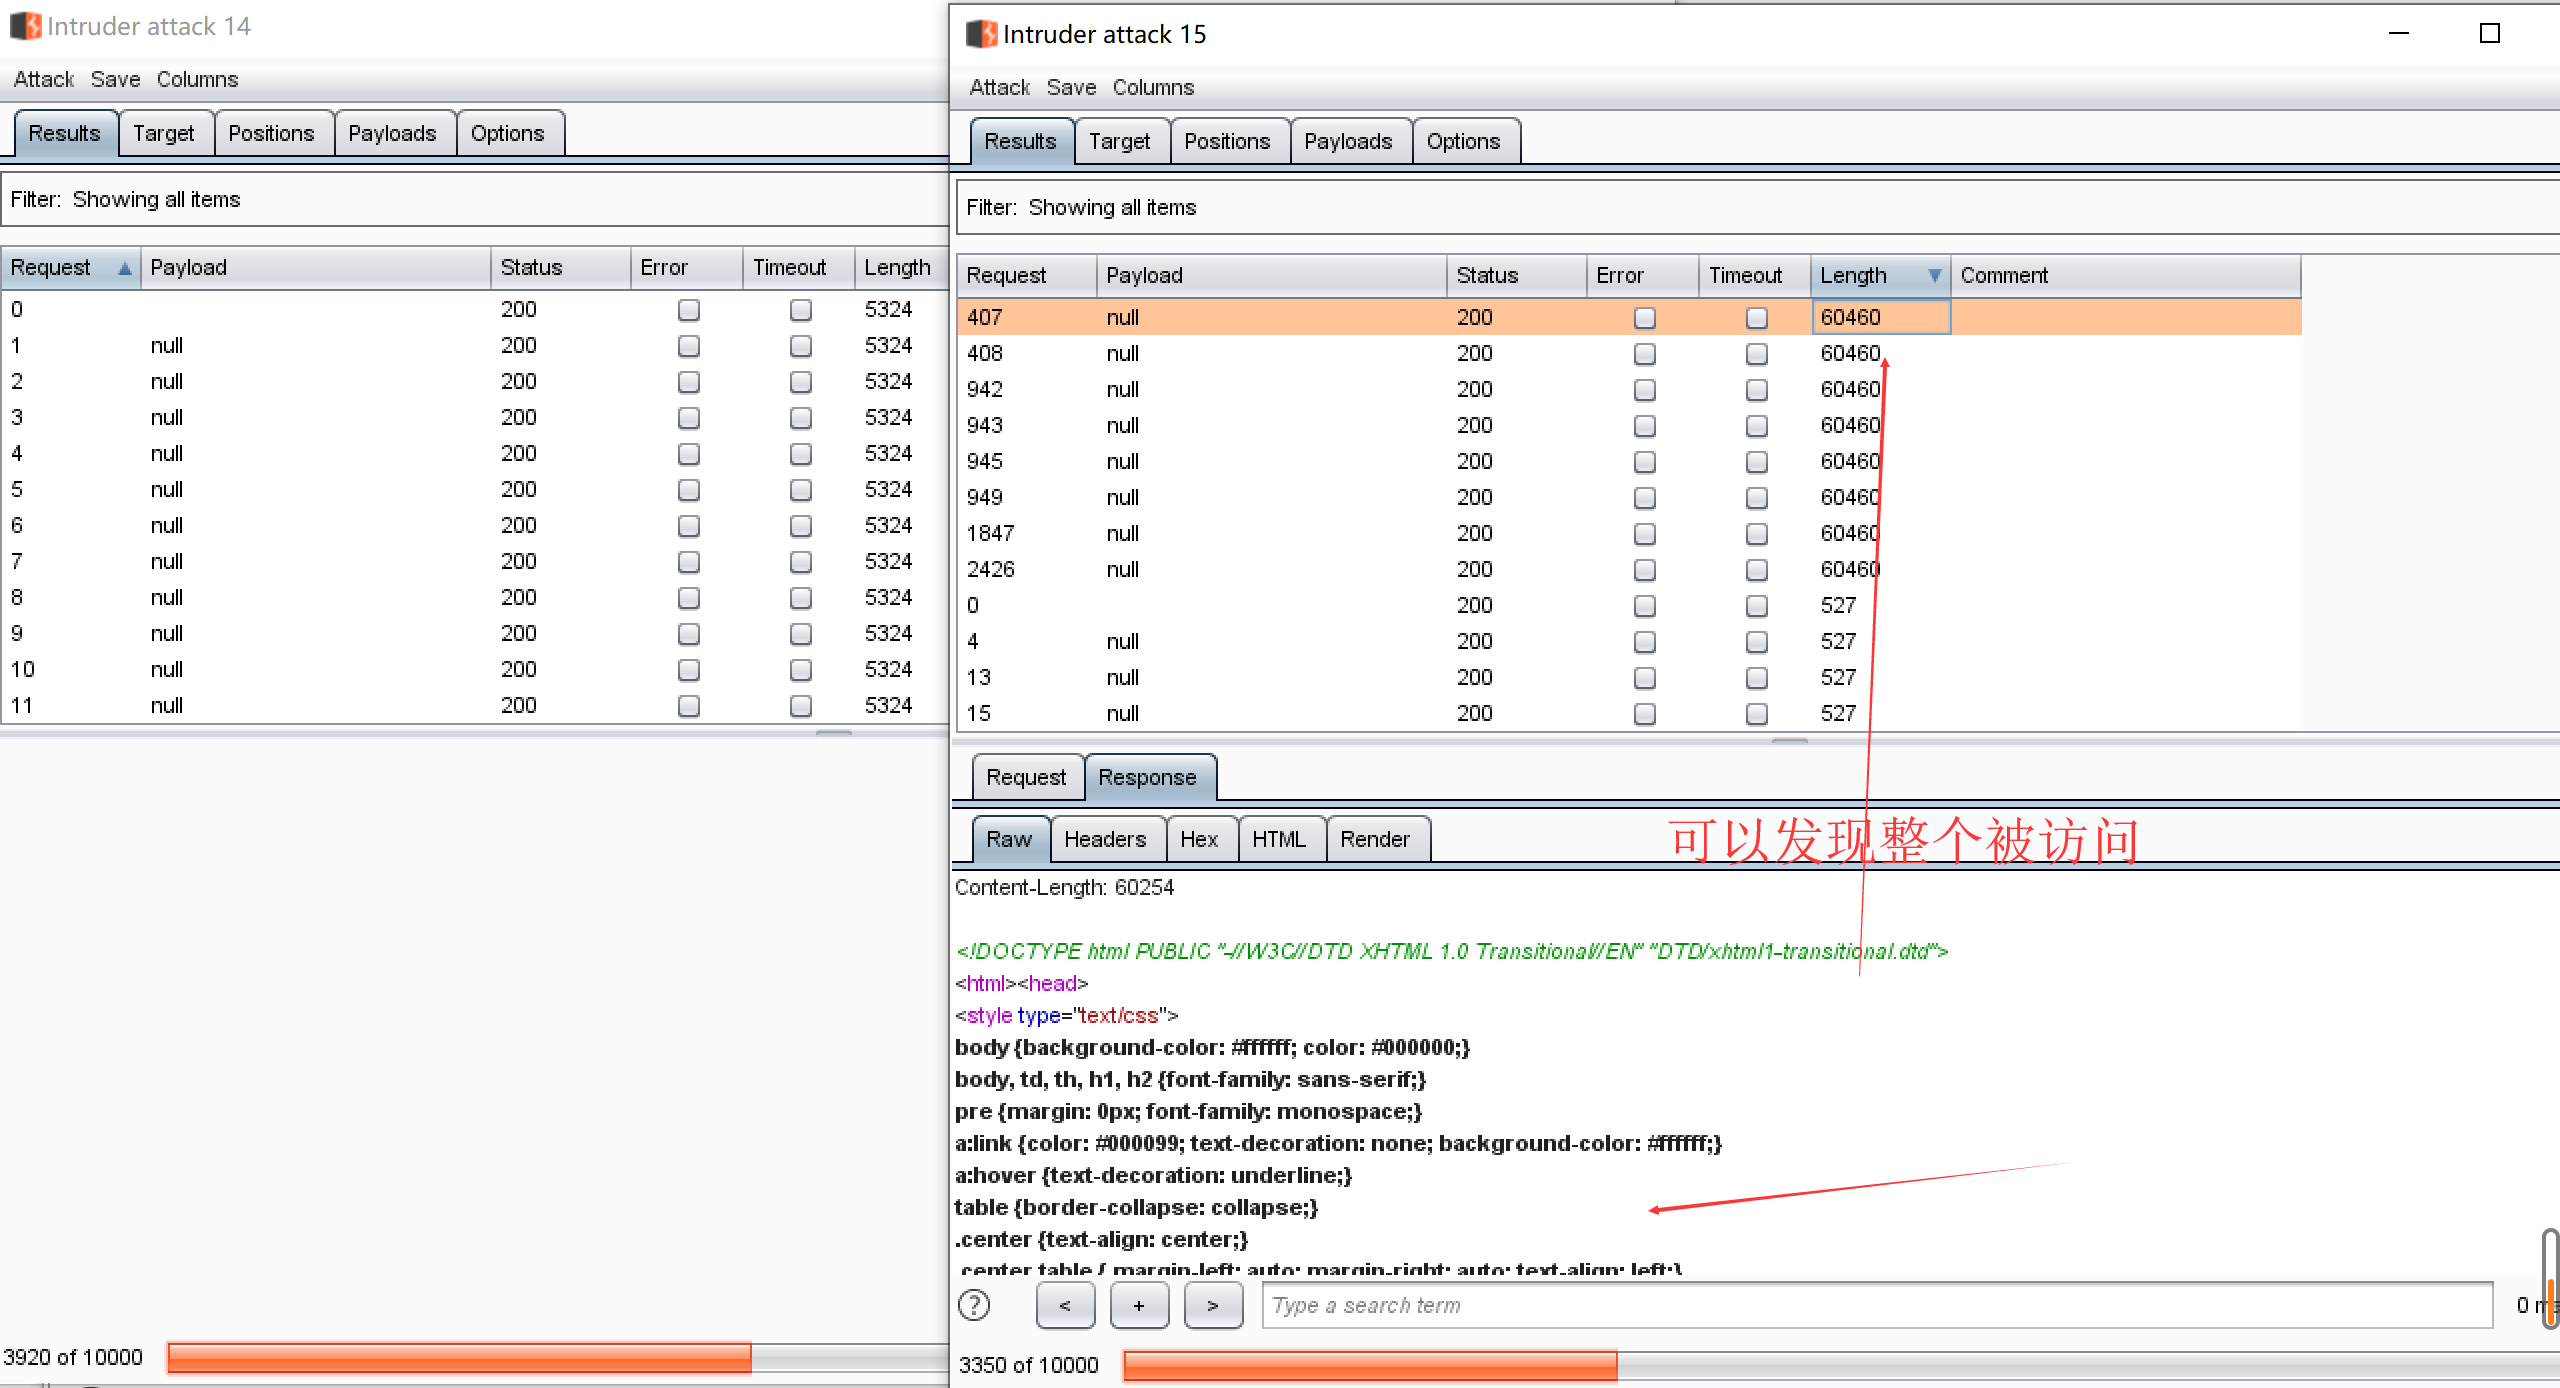 Intruder attack 14
Attack Save Columns
Results Target Positions Payloads Options
Filter: Showing all items
Request Payload Status Error Timeout Length
0 200 5324
1 null 200 5324
2 null 200 5324
3 null 200 5324
4 null 200 5324
5 null 200 5324
6 null 200 5324
7 null 200 5324
8 null 200 5324
9 null 200 5324
10 null 200 5324
11 null 200 5324
3920 of 10000
Intruder attack 15
Attack Save Columns
Results Target Positions Payloads Options
Filter: Showing all items
Request Payload Status Error Timeout Length Comment
407 null 200 60460
408 null 200 60460
942 null 200 60460
943 null 200 60460
945 null 200 60460
949 null 200 60460
1847 null 200 60460
2426 null 200 60460
0 200 527
4 null 200 527
13 null 200 527
15 null 200 527
Request Response
Raw Headers Hex HTML Render
可以发现整个被访问
Content-Length: 60254
<!DOCTYPE html PUBLIC "-//W3C//DTD XHTML 1.0 Transitional//EN" "DTD/xhtml1-transitional.dtd">
<html><head>
<style type="text/css">
body {background-color: #ffffff; color: #000000;}
body, td, th, h1, h2 {font-family: sans-serif;}
pre {margin: 0px; font-family: monospace;}
a:link {color: #000099; text-decoration: none; background-color: #ffffff;}
a:hover {text-decoration: underline;}
table {border-collapse: collapse;}
.center {text-align: center;}
.center table { margin-left: auto; margin-right: auto; text-align: left;}
? < + > Type a search term 0
3350 of 10000